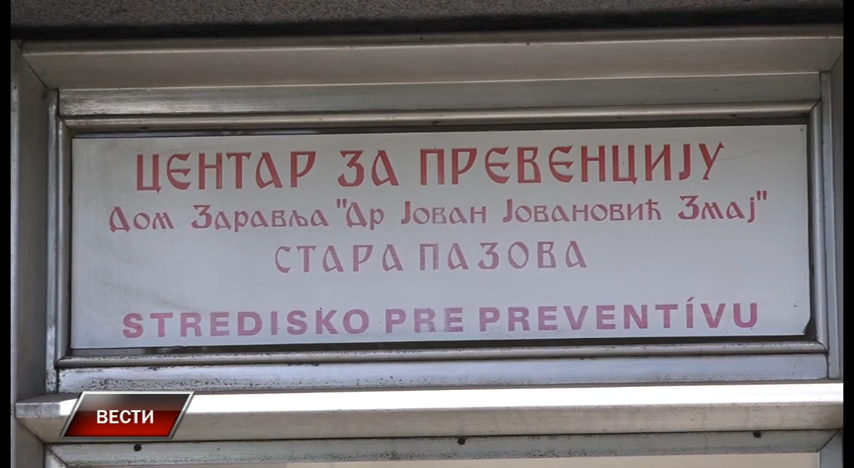 ЦЕНТАР ЗА ПРЕВЕНЦИЈУ
Дом Здравља "Др Јован Јовановић Змај"
СТАРА ПАЗОВА
STREDISKO PRE PREVENTÍVU
ВЕСТИ